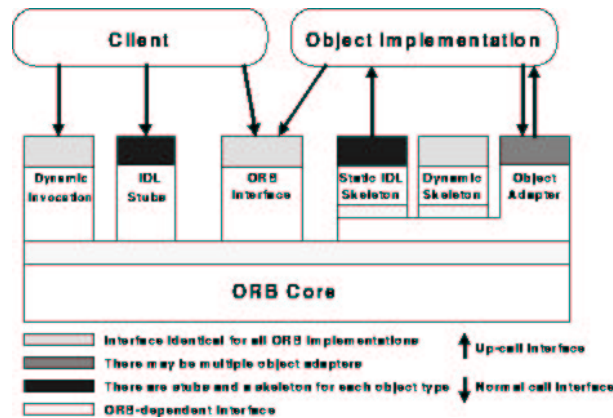 Client
Object Implementation
Dynamic
Invocation
IDL
Stubs
ORB
Interface
Static IDL
Skeleton
Dynamic
Skeleton
Object
Adapter
ORB Core
Interface identical for all ORB implementations
There may be multiple object adapters
There are stubs and a skeleton for each object type
ORB-dependent interface
Up-call interface
Normal call interface